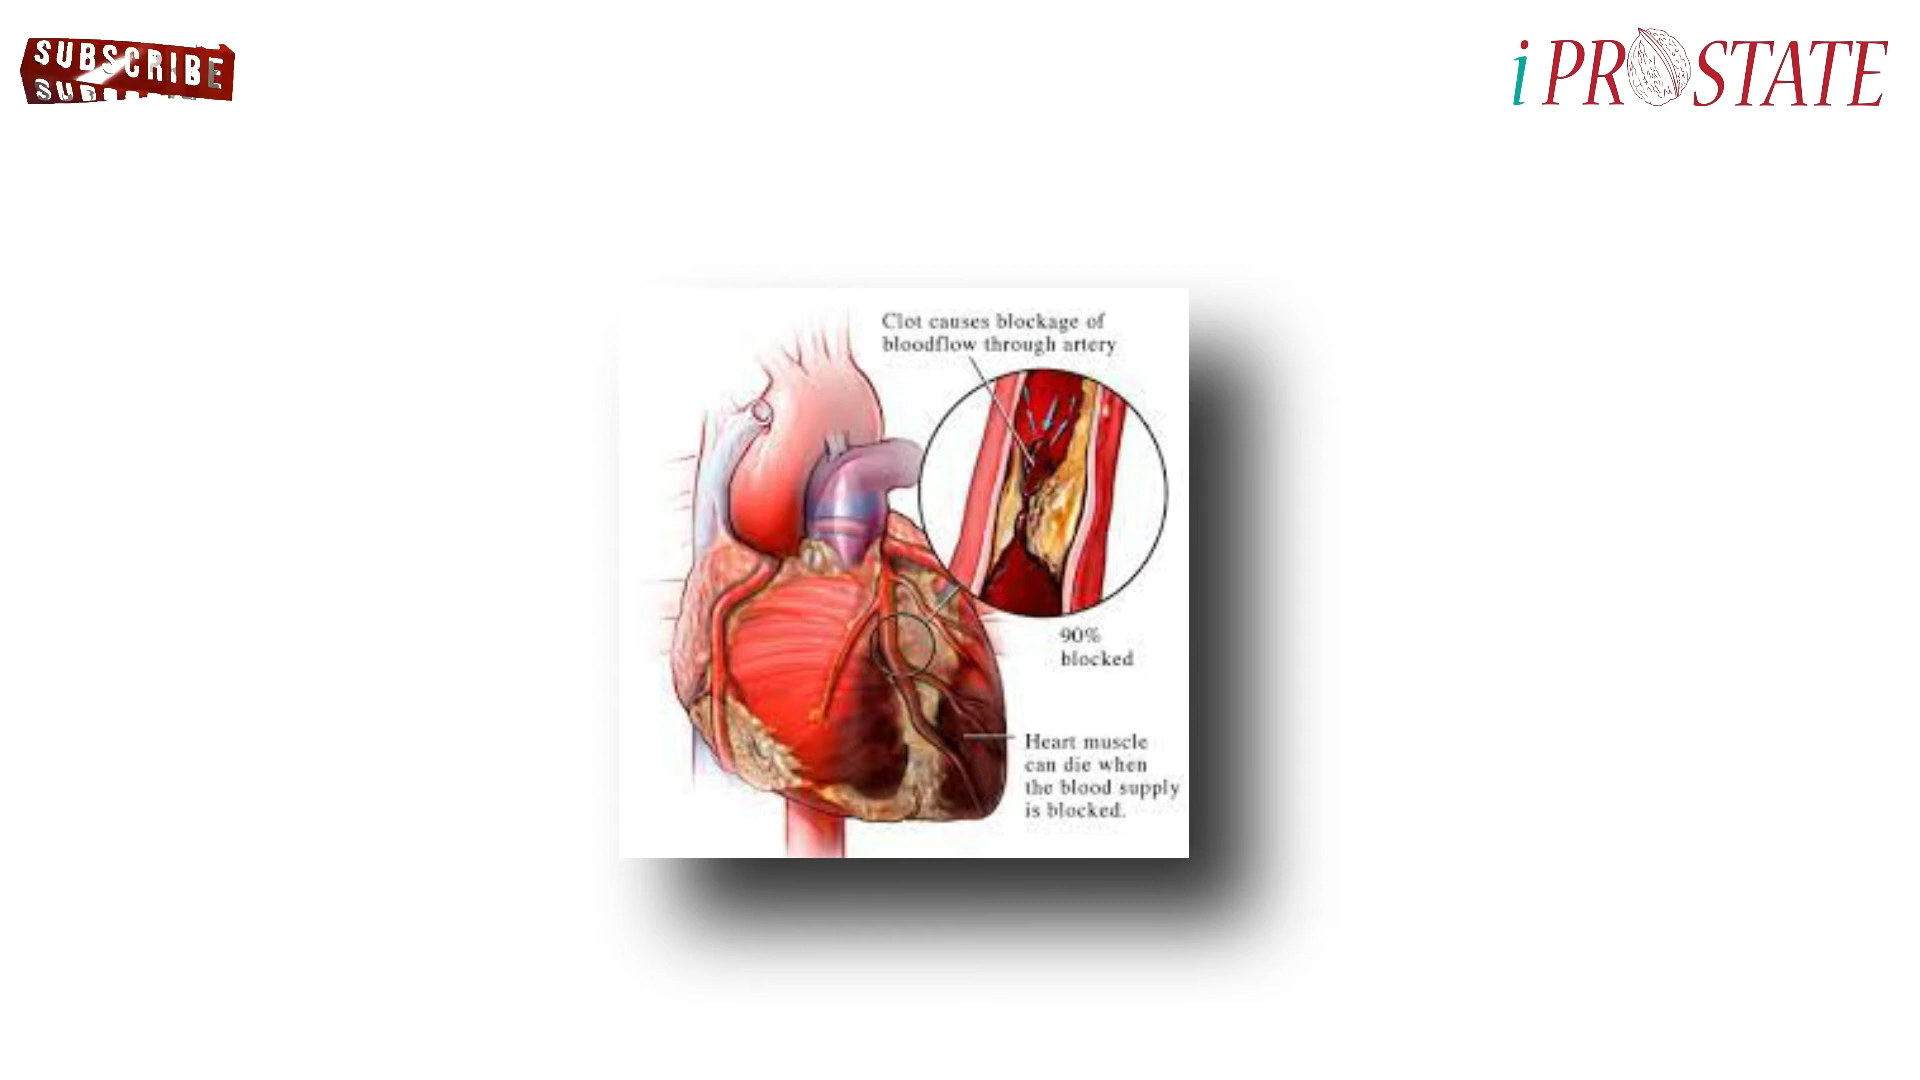 SUBSCRIBE
i PROSTATE
Clot causes blockage of
bloodflow through artery
90%
blocked
Heart muscle
can die when
the blood supply
is blocked.